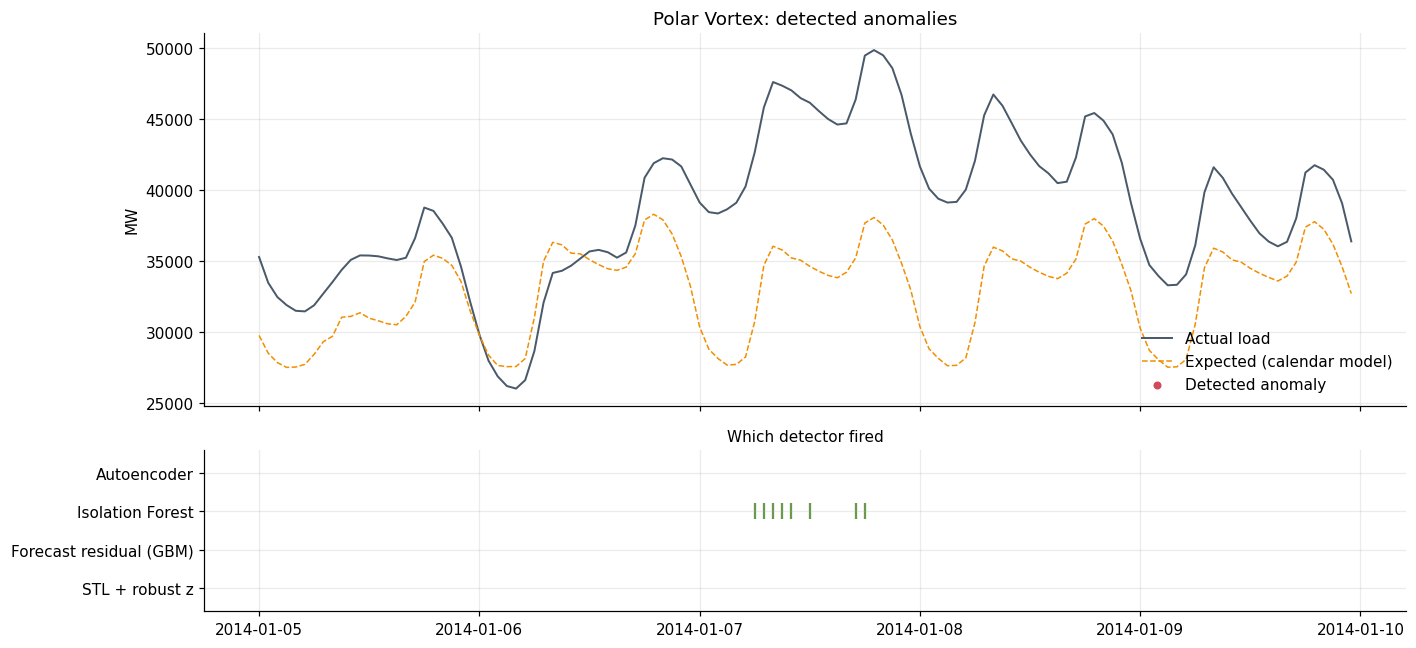 Polar Vortex: detected anomalies
50000
45000
40000
35000
30000
25000
MW
Actual load
Expected (calendar model)
Detected anomaly
Which detector fired
Autoencoder
Isolation Forest
Forecast residual (GBM)
STL + robust z
2014-01-05 2014-01-06 2014-01-07 2014-01-08 2014-01-09 2014-01-10